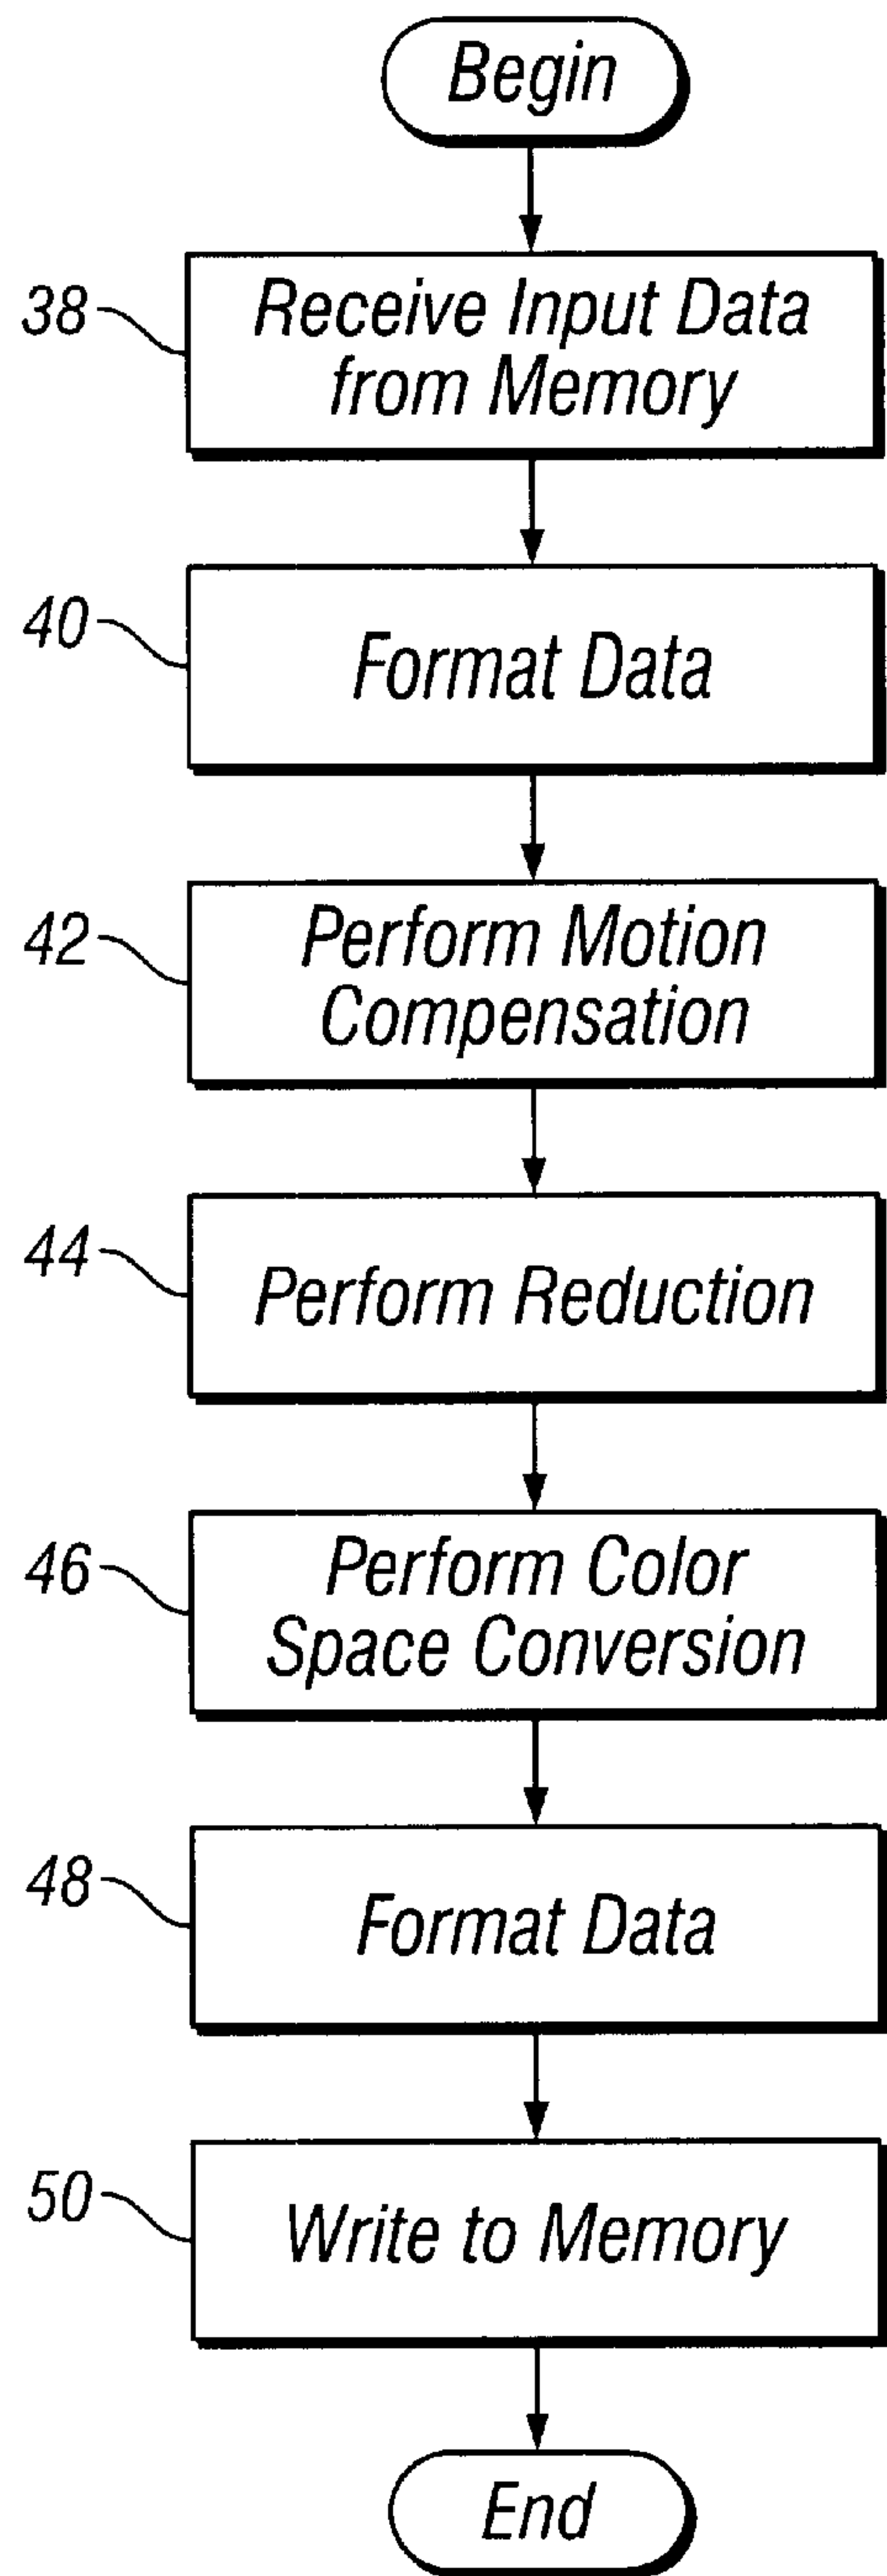 Begin
38
Receive Input Data
from Memory
40
Format Data
42
Perform Motion
Compensation
44
Perform Reduction
46
Perform Color
Space Conversion
48
Format Data
50
Write to Memory
End